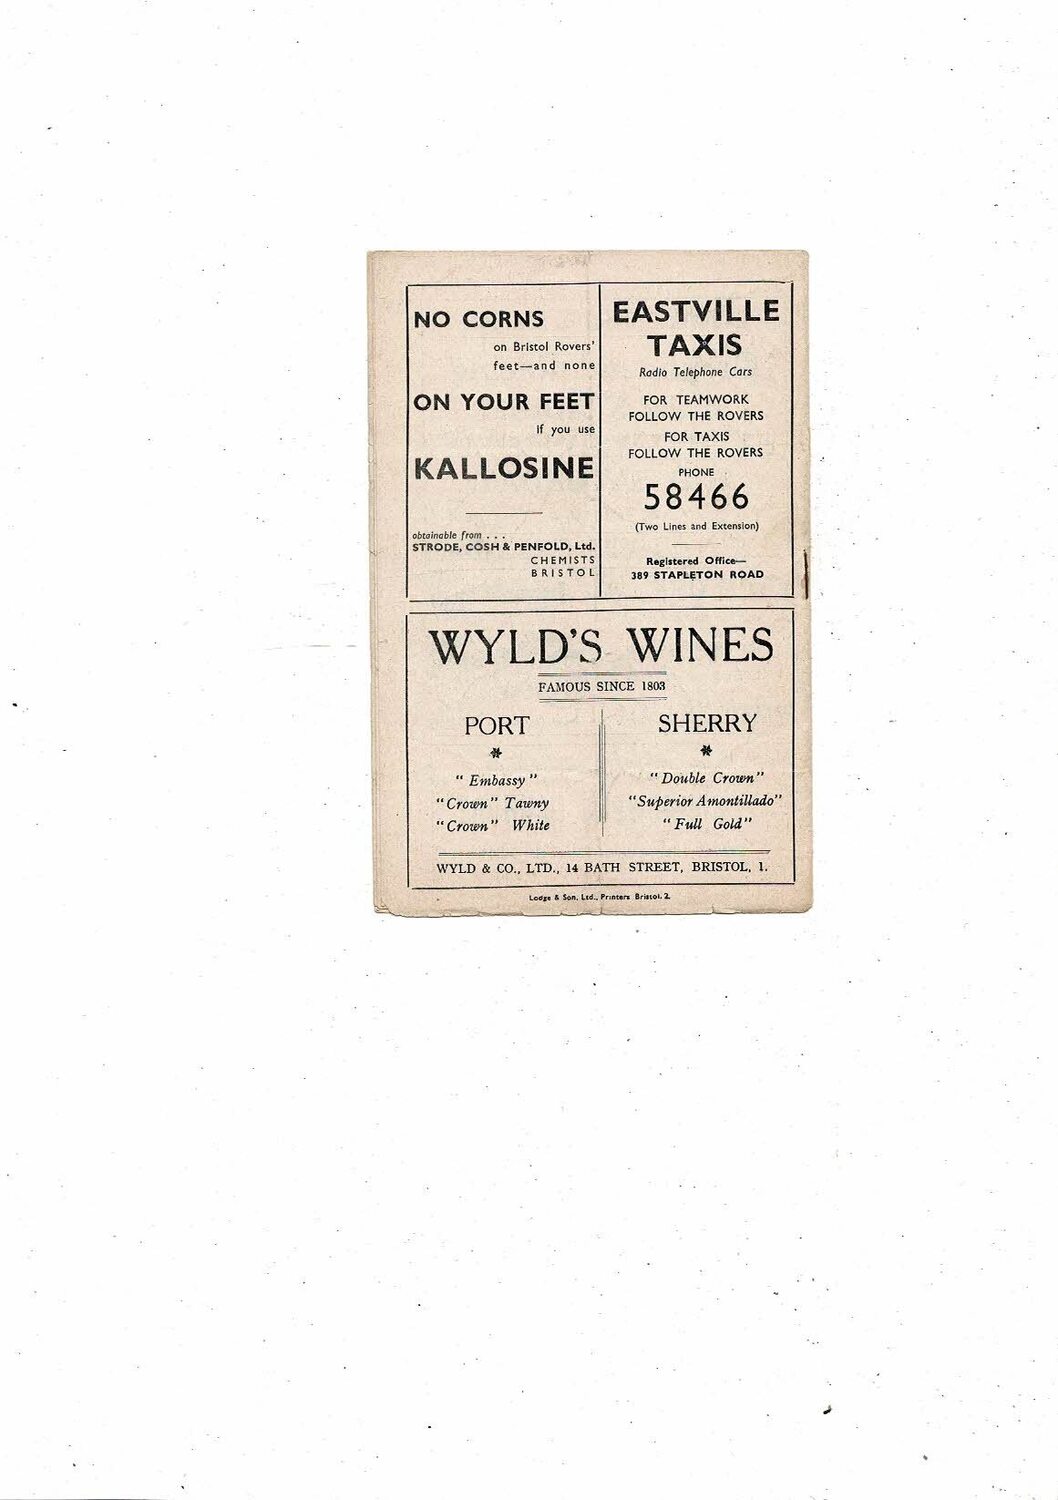 NO CORNS
on Bristol Rovers'
feet—and none
ON YOUR FEET
if you use
KALLOSINE
obtainable from . . .
STRODE, COSH & PENFOLD, Ltd.
CHEMISTS
BRISTOL
EASTVILLE
TAXIS
Radio Telephone Cars
FOR TEAMWORK
FOLLOW THE ROVERS
FOR TAXIS
FOLLOW THE ROVERS
PHONE
58466
(Two Lines and Extension)
Registered Office—
389 STAPLETON ROAD
WYLD'S WINES
FAMOUS SINCE 1803
PORT
"Embassy"
"Crown" Tawny
"Crown" White
SHERRY
"Double Crown"
"Superior Amontillado"
"Full Gold"
WYLD & CO., LTD., 14 BATH STREET, BRISTOL, 1.
Lodge & Son, Ltd., Printers Bristol. 2.